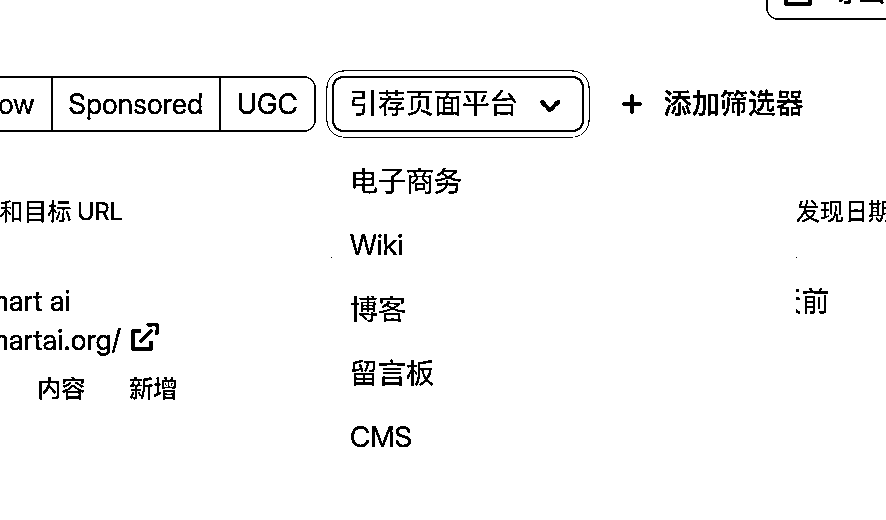 ow Sponsored UGC 引荐页面平台 + 添加筛选器
电子商务
和目标 URL 发现日期
Wiki
mart ai 前
博客
martai.org/
留言板
内容 新增
CMS